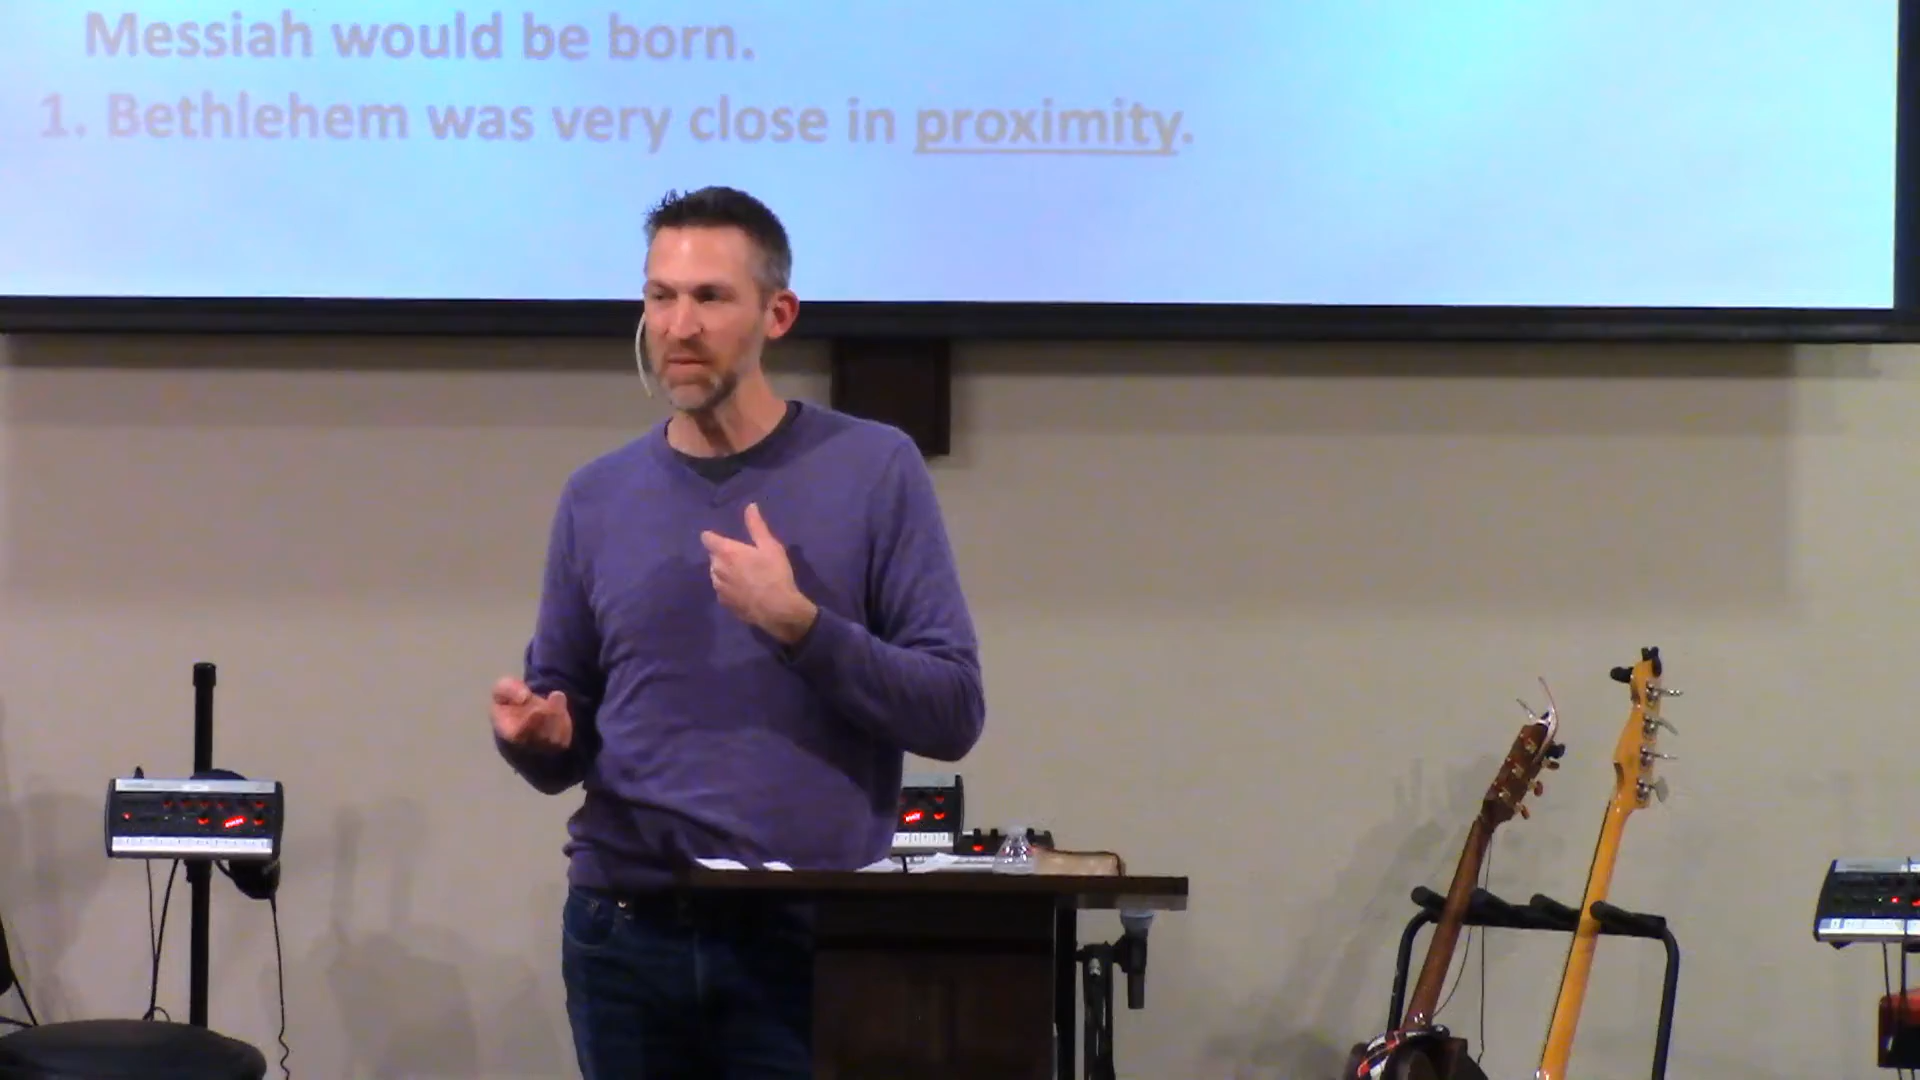 Messiah would be born.
1. Bethlehem was very close in proximity.